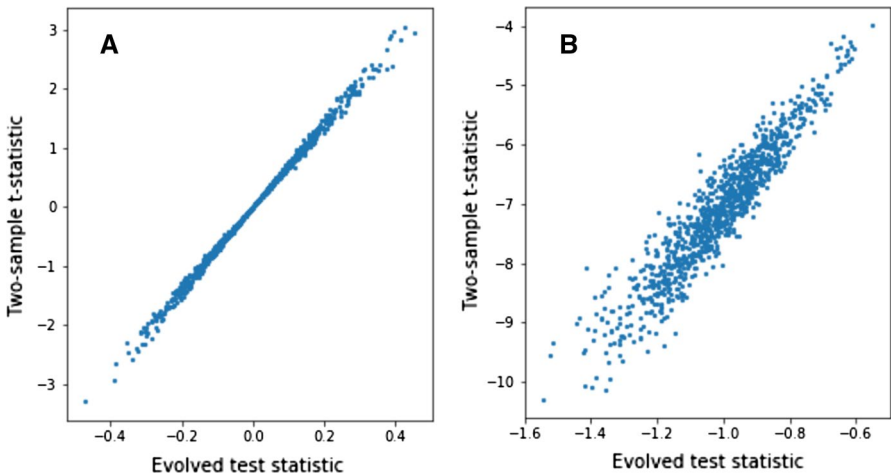 A
3
2
1
0
−1
−2
−3
Two-sample t-statistic
−0.4 −0.2 0.0 0.2 0.4
Evolved test statistic
B
−4
−5
−6
−7
−8
−9
−10
Two-sample t-statistic
−1.6 −1.4 −1.2 −1.0 −0.8 −0.6
Evolved test statistic